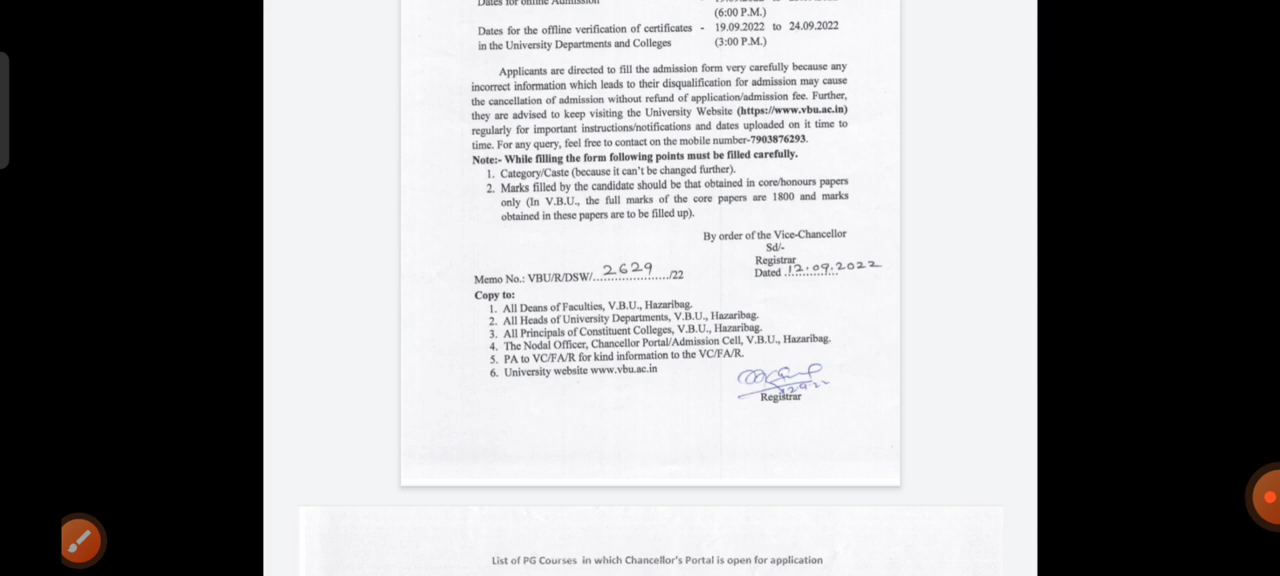 (6:00 P.M.)
Dates for the offline verification of certificates - 19.09.2022 to 24.09.2022
in the University Departments and Colleges (3:00 P.M.)
Applicants are directed to fill the admission form very carefully because any
incorrect information which leads to their disqualification for admission may cause
the cancellation of admission without refund of application/admission fee. Further,
they are advised to keep visiting the University Website (https://www.vbu.ac.in)
regularly for important instructions/notifications and dates uploaded on it time to
time. For any query, feel free to contact on the mobile number-7903876293.
Note:- While filling the form following points must be filled carefully.
1. Category/Caste (because it can't be changed further).
2. Marks filled by the candidate should be that obtained in core/honours papers
only (In V.B.U., the full marks of the core papers are 1800 and marks
obtained in these papers are to be filled up).
By order of the Vice-Chancellor
Sd/-
Registrar
Memo No.: VBU/R/DSW/...2629.../22 Dated 12.09.2022
Copy to:
1. All Deans of Faculties, V.B.U., Hazaribag.
2. All Heads of University Departments, V.B.U., Hazaribag.
3. All Principals of Constituent Colleges, V.B.U., Hazaribag.
4. The Nodal Officer, Chancellor Portal/Admission Cell, V.B.U., Hazaribag.
5. PA to VC/FA/R for kind information to the VC/FA/R.
6. University website www.vbu.ac.in
Registrar
List of PG Courses in which Chancellor's Portal is open for application